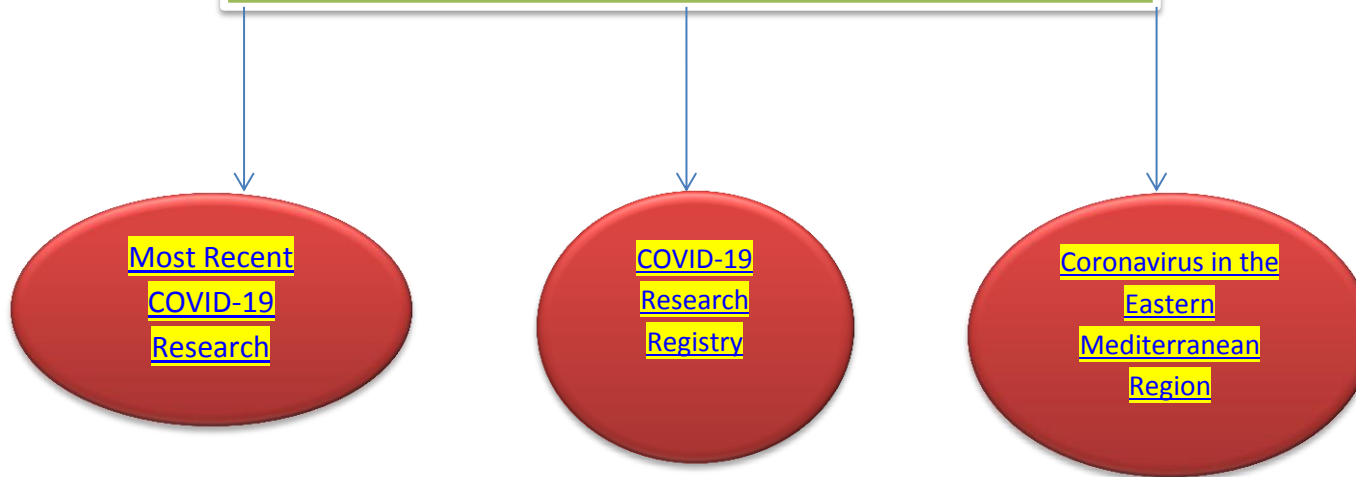 Most Recent
COVID-19
Research
COVID-19
Research
Registry
Coronavirus in the
Eastern
Mediterranean
Region